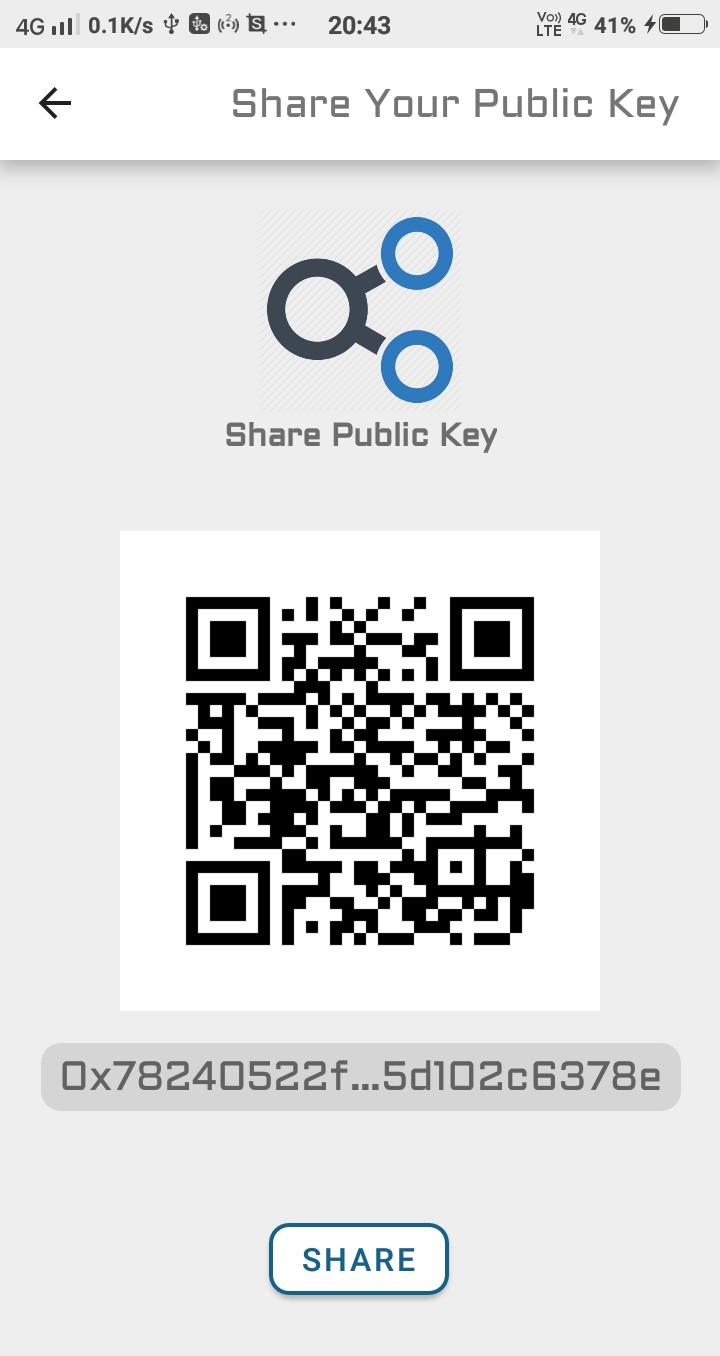 4G 0.1K/s 20:43 Vo)) LTE 4G 41%
Share Your Public Key
Share Public Key
0x78240522f...5d102c6378e
SHARE